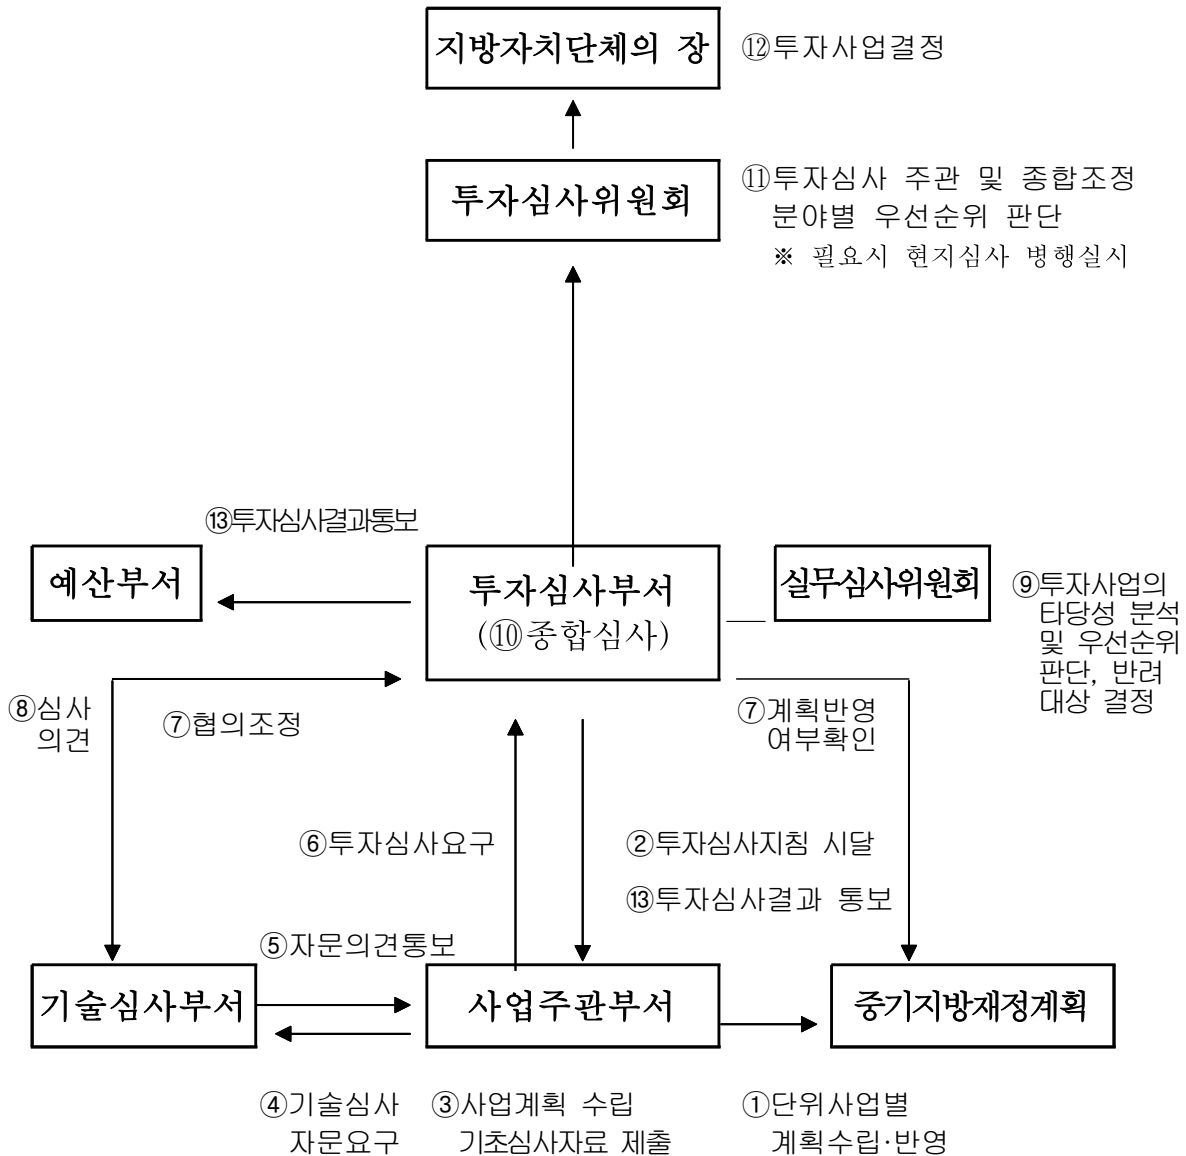 지방자치단체의 장
⑫투자사업결정
투자심사위원회
⑪투자심사 주관 및 종합조정
분야별 우선순위 판단
※ 필요시 현지심사 병행실시
⑬투자심사결과통보
예산부서
투자심사부서
(⑩종합심사)
실무심사위원회
⑨투자사업의
타당성 분석
및 우선순위
판단, 반려
대상 결정
⑧심사
의견
⑦협의조정
⑦계획반영
여부확인
⑥투자심사요구
②투자심사지침 시달
⑬투자심사결과 통보
⑤자문의견통보
기술심사부서
사업주관부서
중기지방재정계획
④기술심사
자문요구
③사업계획 수립
기초심사자료 제출
①단위사업별
계획수립·반영